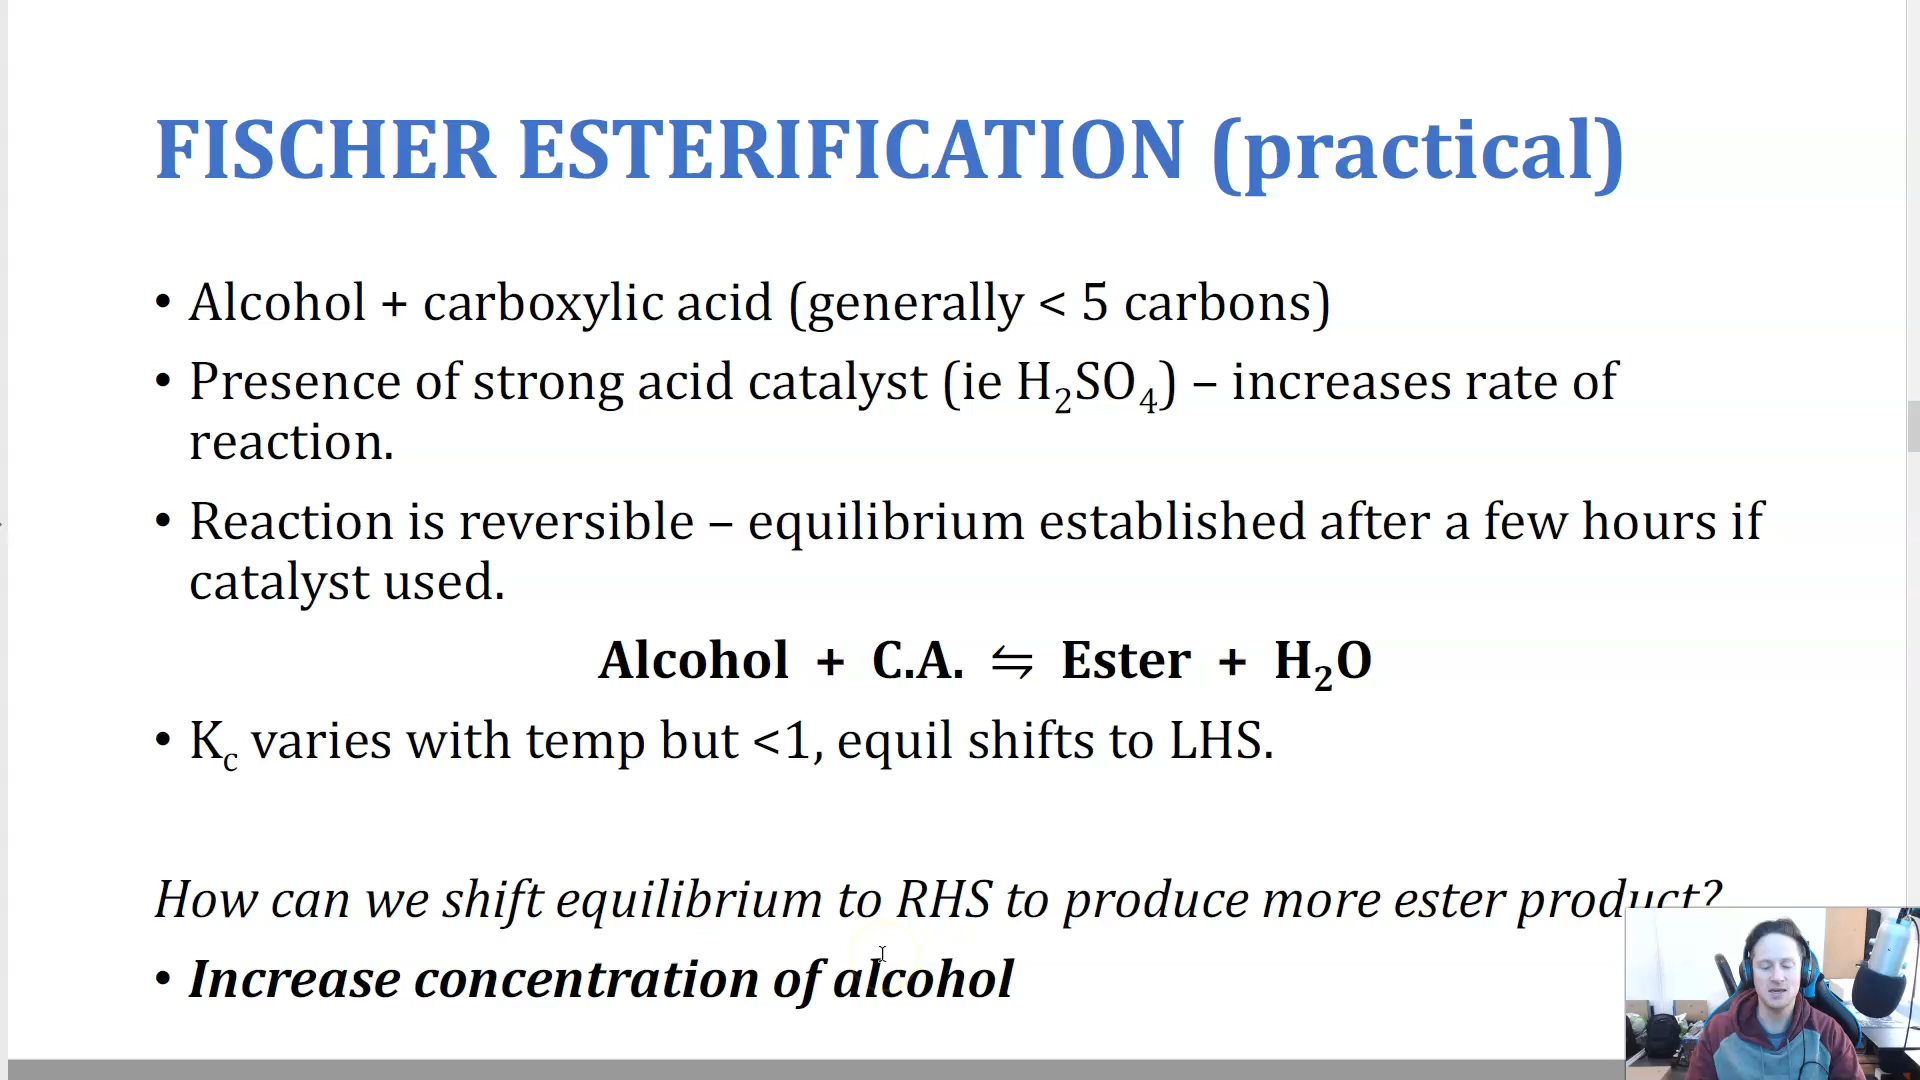 FISCHER ESTERIFICATION (practical)
• Alcohol + carboxylic acid (generally < 5 carbons)
• Presence of strong acid catalyst (ie H₂SO₄) – increases rate of
reaction.
• Reaction is reversible – equilibrium established after a few hours if
catalyst used.
Alcohol + C.A. ⇋ Ester + H₂O
• K꜀ varies with temp but <1, equil shifts to LHS.
How can we shift equilibrium to RHS to produce more ester product?
• Increase concentration of alcohol